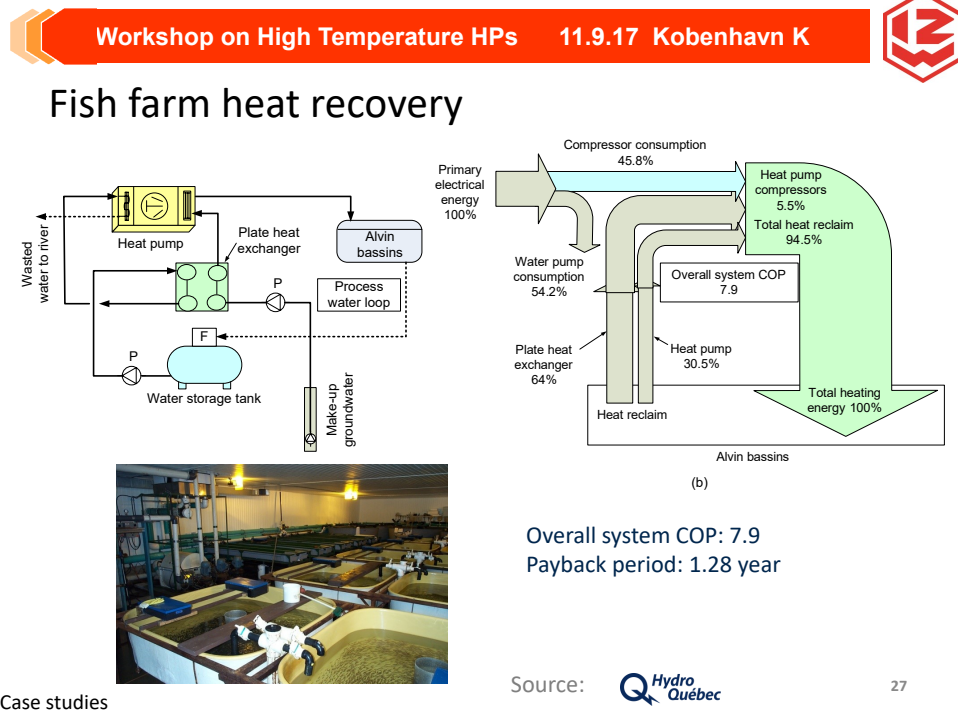 Workshop on High Temperature HPs 11.9.17 Kobenhavn K
IZW
Fish farm heat recovery
Heat pump
Wasted
water to river
Plate heat
exchanger
Alvin
bassins
Process
water loop
P
F
P
Water storage tank
Make-up
groundwater
Primary
electrical
energy
100%
Compressor consumption
45.8%
Heat pump
compressors
5.5%
Total heat reclaim
94.5%
Water pump
consumption
54.2%
Overall system COP
7.9
Plate heat
exchanger
64%
Heat pump
30.5%
Heat reclaim
Total heating
energy 100%
Alvin bassins
(b)
Overall system COP: 7.9
Payback period: 1.28 year
Source:
Hydro
Québec
27
Case studies